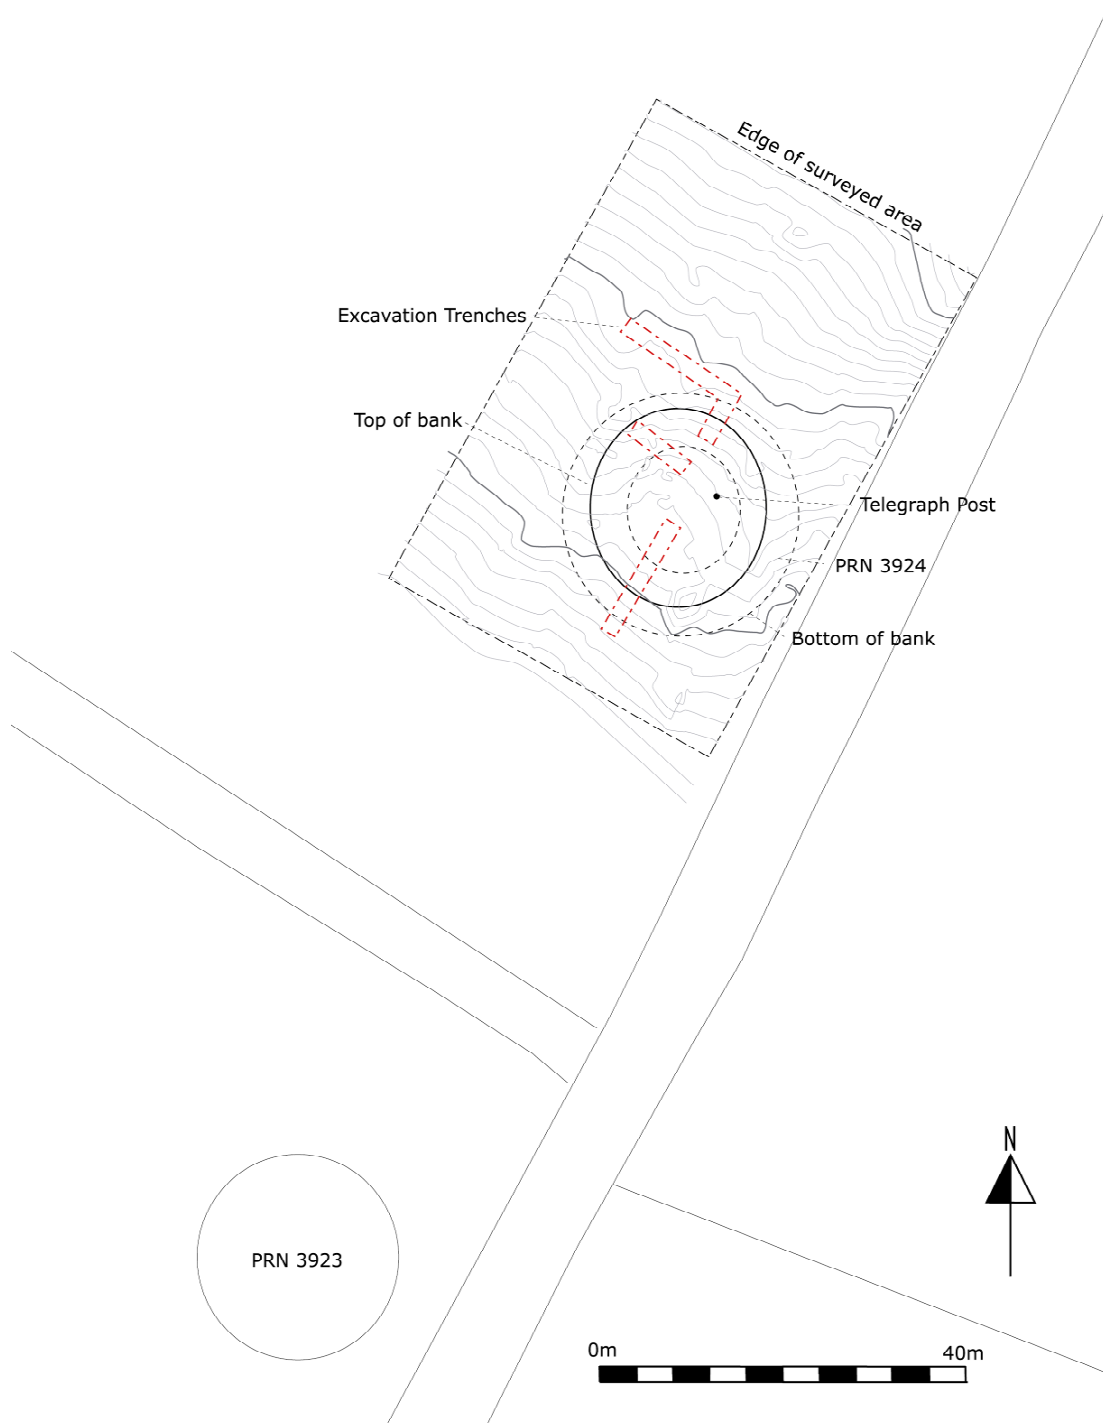 Edge of surveyed area
Excavation Trenches
Top of bank
Telegraph Post
PRN 3924
Bottom of bank
N
PRN 3923
0m
40m